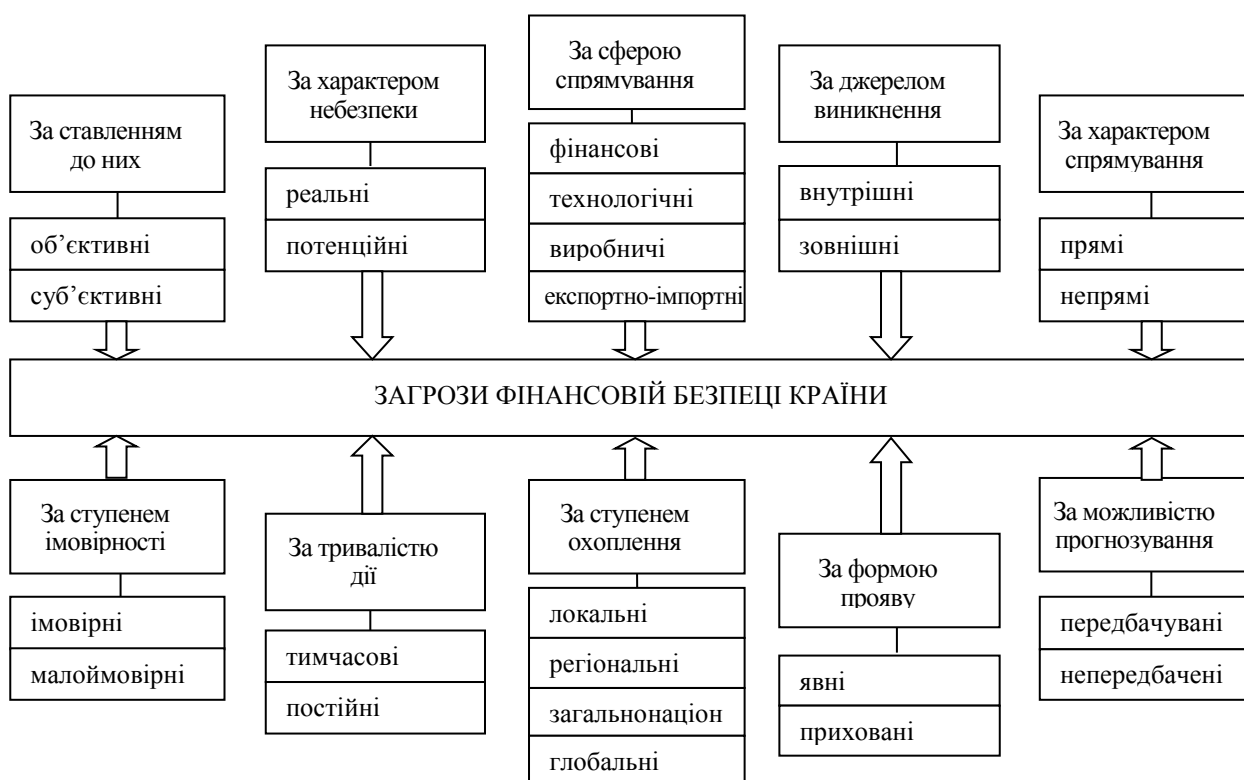 За ставленням
до них
об’єктивні
суб’єктивні
За характером
небезпеки
реальні
потенційні
За сферою
спрямування
фінансові
технологічні
виробничі
експортно-імпортні
За джерелом
виникнення
внутрішні
зовнішні
За характером
спрямування
прямі
непрямі
ЗАГРОЗИ ФІНАНСОВІЙ БЕЗПЕЦІ КРАЇНИ
За ступенем
імовірності
імовірні
малоймовірні
За тривалістю
дії
тимчасові
постійні
За ступенем
охоплення
локальні
регіональні
загальнонаціон
глобальні
За формою
прояву
явні
приховані
За можливістю
прогнозування
передбачувані
непередбачені